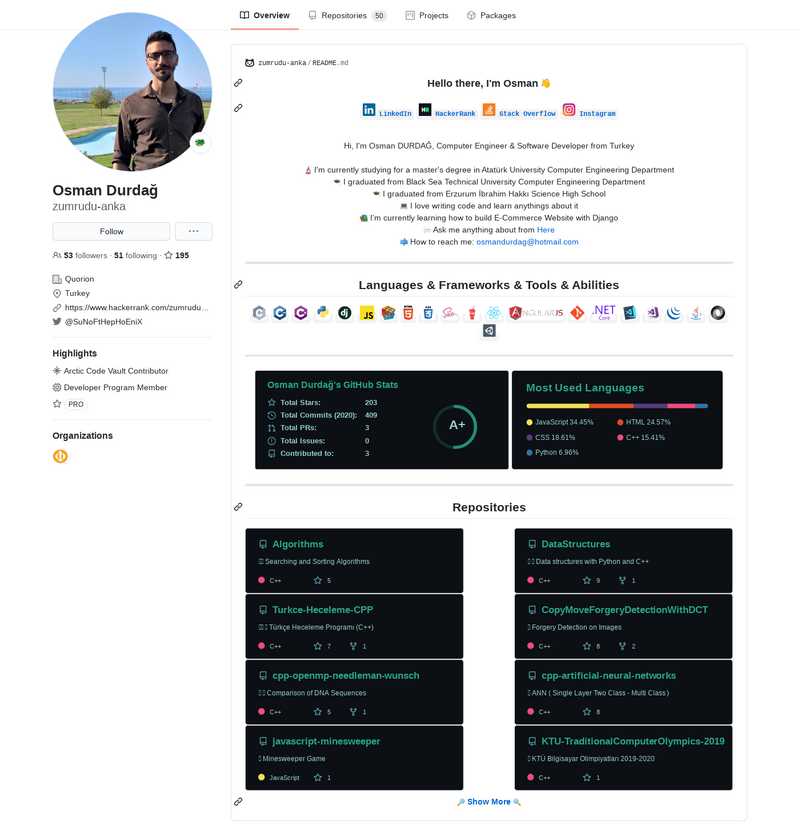 Overview
Repositories 50
Projects
Packages
Osman Durdağ
zumrudu-anka
Follow
53 followers · 51 following · 195
Quorion
Turkey
https://www.hackerrank.com/zumrudu…
@SuNoFtHepHoEniX
Highlights
Arctic Code Vault Contributor
Developer Program Member
PRO
Organizations
zumrudu-anka / README.md
Hello there, I'm Osman 👋
LinkedIn HackerRank Stack Overflow Instagram
Hi, I'm Osman DURDAĞ, Computer Engineer & Software Developer from Turkey
I'm currently studying for a master's degree in Atatürk University Computer Engineering Department
I graduated from Black Sea Technical University Computer Engineering Department
I graduated from Erzurum İbrahim Hakkı Science High School
I love writing code and learn anythings about it
I'm currently learning how to build E-Commerce Website with Django
Ask me anything about from Here
How to reach me: osmandurdag@hotmail.com
Languages & Frameworks & Tools & Abilities
Osman Durdağ's GitHub Stats
Total Stars: 203
Total Commits (2020): 409
Total PRs: 3
Total Issues: 0
Contributed to: 3
A+
Most Used Languages
JavaScript 34.45% HTML 24.57%
CSS 18.61% C++ 15.41%
Python 6.96%
Repositories
Algorithms
Searching and Sorting Algorithms
C++ 5
DataStructures
Data structures with Python and C++
C++ 9 1
Turkce-Heceleme-CPP
Türkçe Heceleme Programı (C++)
C++ 7 1
CopyMoveForgeryDetectionWithDCT
Forgery Detection on Images
C++ 8 2
cpp-openmp-needleman-wunsch
Comparison of DNA Sequences
C++ 5 1
cpp-artificial-neural-networks
ANN ( Single Layer Two Class - Multi Class )
C++ 8
javascript-minesweeper
Minesweeper Game
JavaScript 1
KTU-TraditionalComputerOlympics-2019
KTÜ Bilgisayar Olimpiyatları 2019-2020
C++ 1
Show More